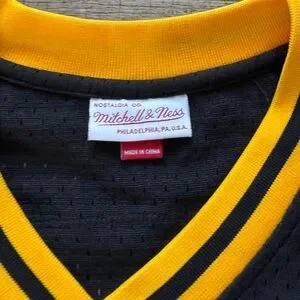 NOSTALGIA CO.
Mitchell & Ness
PHILADELPHIA, PA, U.S.A.
MADE IN CHINA